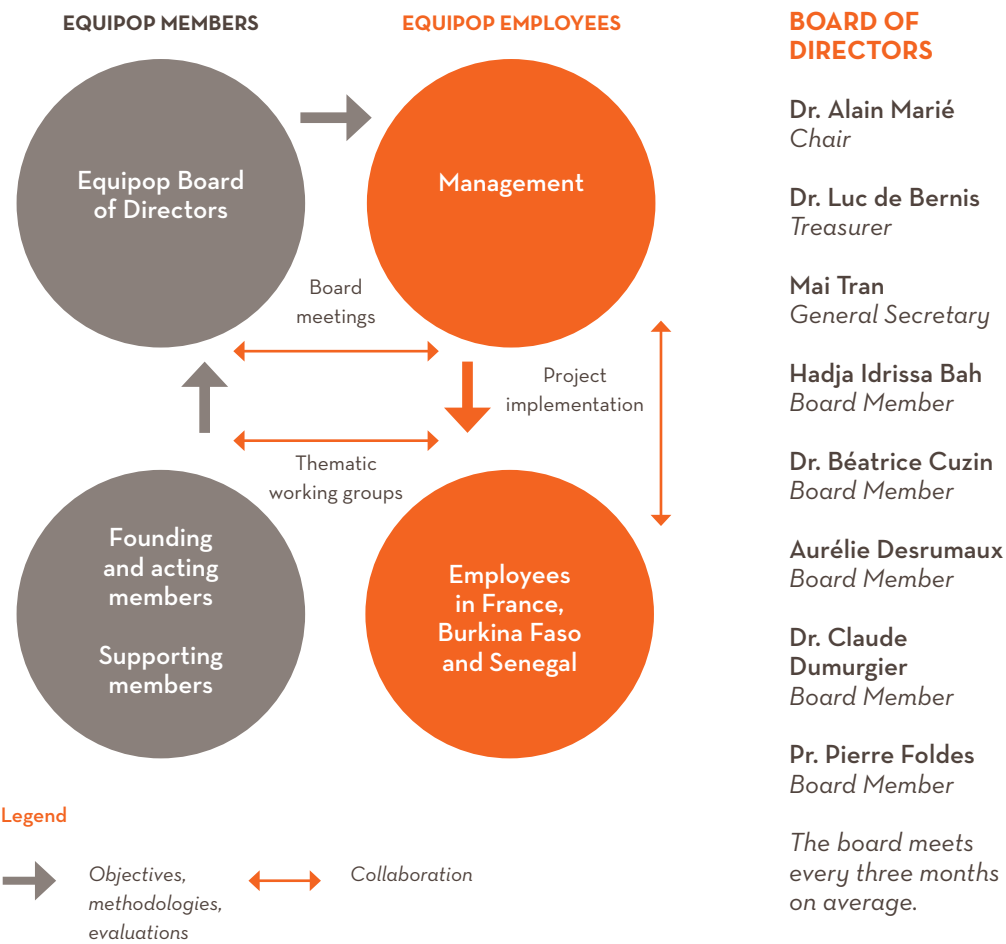 EQUIPOP MEMBERS
EQUIPOP EMPLOYEES
Equipop Board
of Directors
Management
Board
meetings
Project
implementation
Thematic
working groups
Founding
and acting
members
Supporting
members
Employees
in France,
Burkina Faso
and Senegal
Legend
Objectives,
methodologies,
evaluations
Collaboration
BOARD OF
DIRECTORS
Dr. Alain Marié
Chair
Dr. Luc de Bernis
Treasurer
Mai Tran
General Secretary
Hadja Idrissa Bah
Board Member
Dr. Béatrice Cuzin
Board Member
Aurélie Desrumaux
Board Member
Dr. Claude
Dumurgier
Board Member
Pr. Pierre Foldes
Board Member
The board meets
every three months
on average.